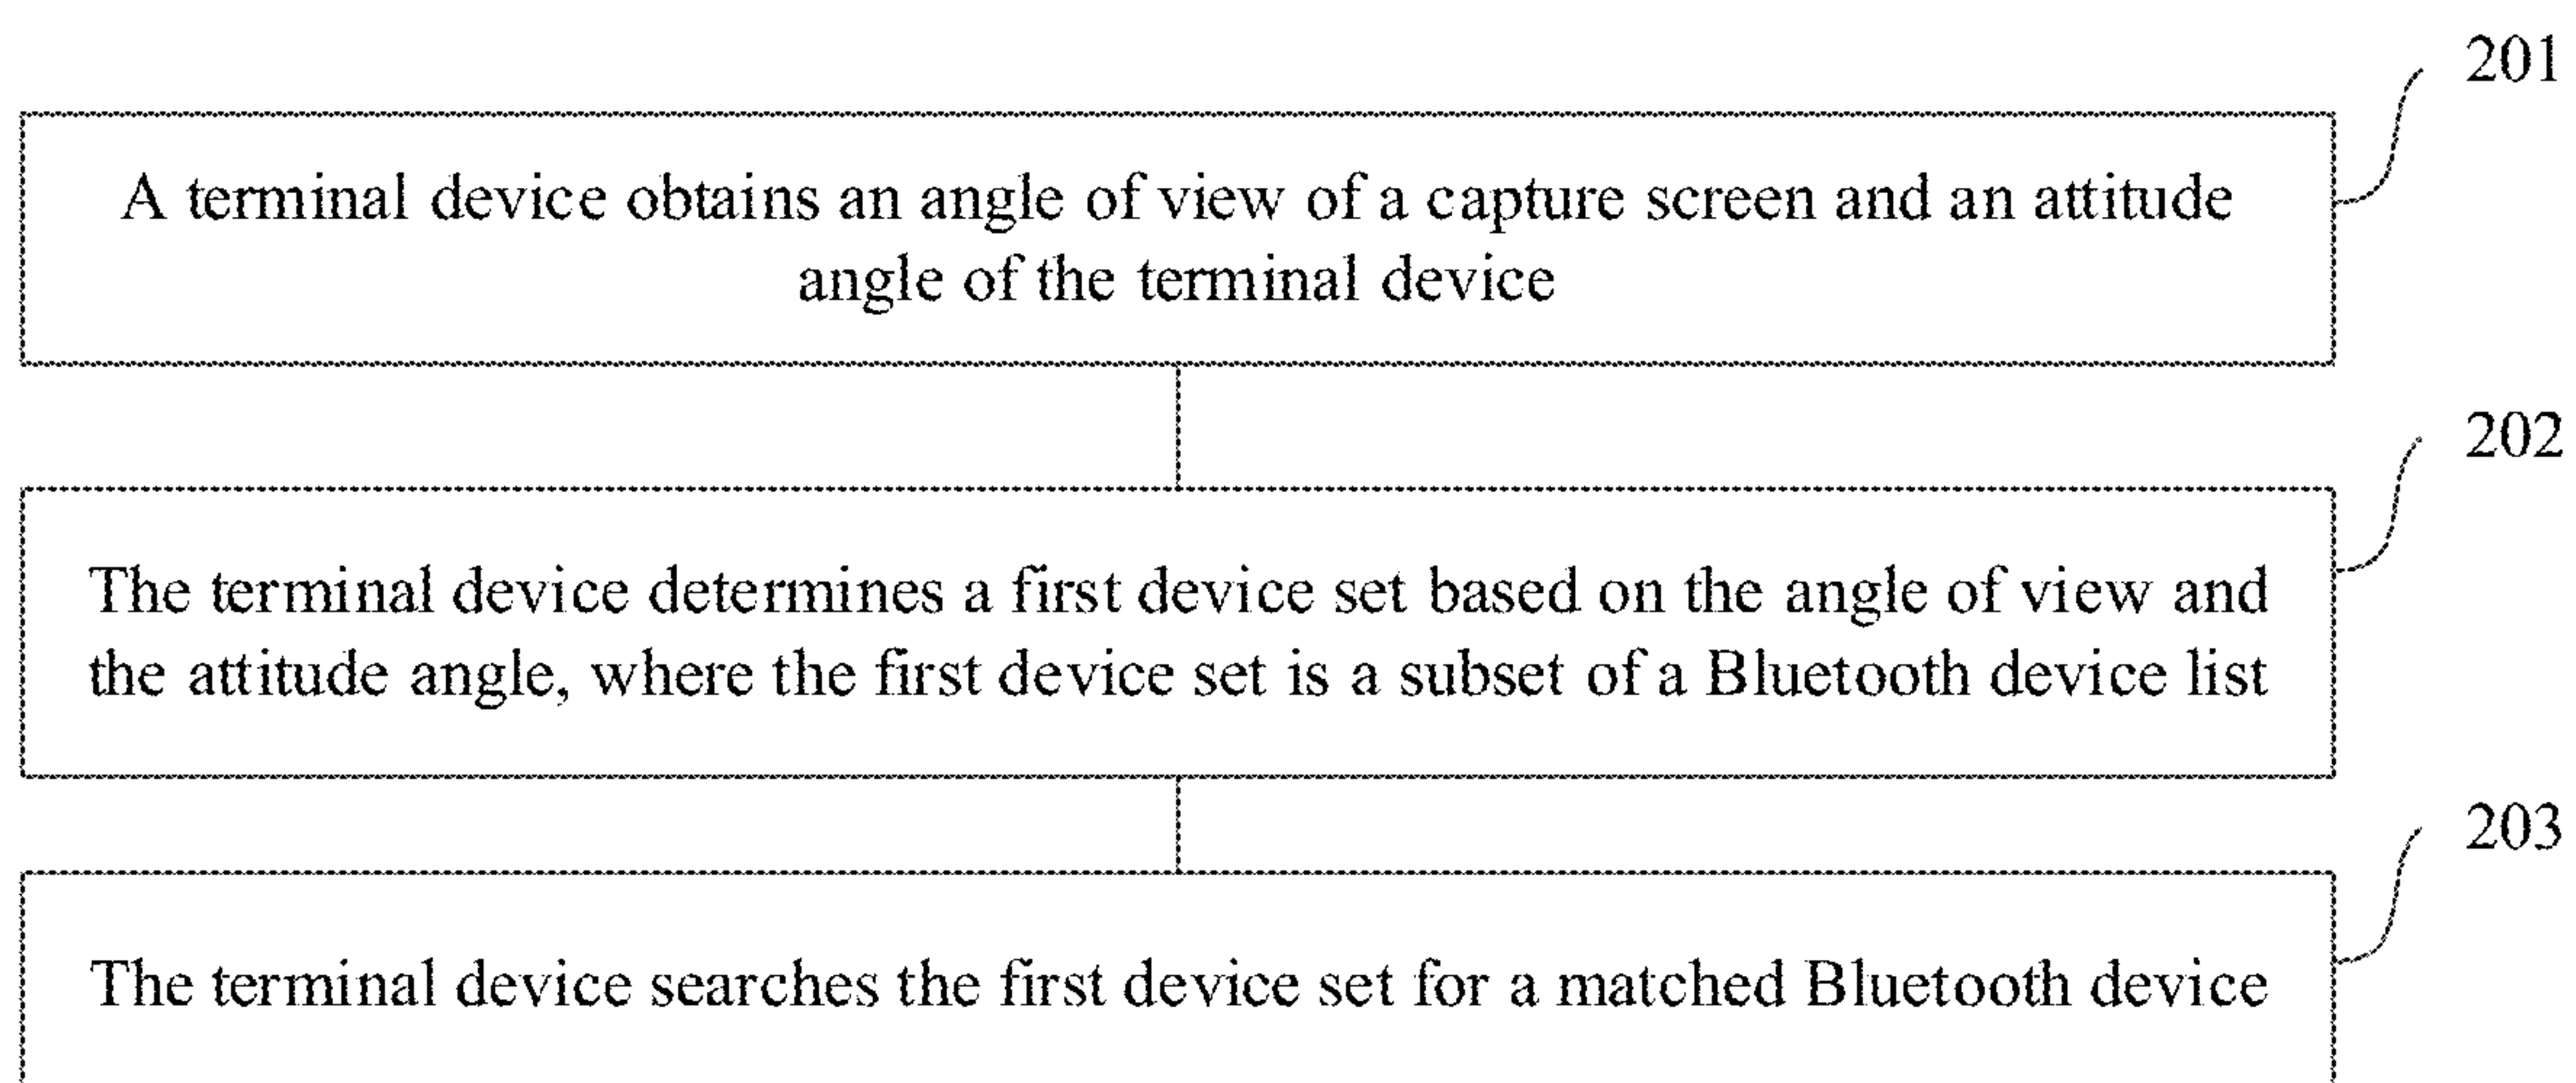 201
A terminal device obtains an angle of view of a capture screen and an attitude
angle of the terminal device
202
The terminal device determines a first device set based on the angle of view and
the attitude angle, where the first device set is a subset of a Bluetooth device list
203
The terminal device searches the first device set for a matched Bluetooth device